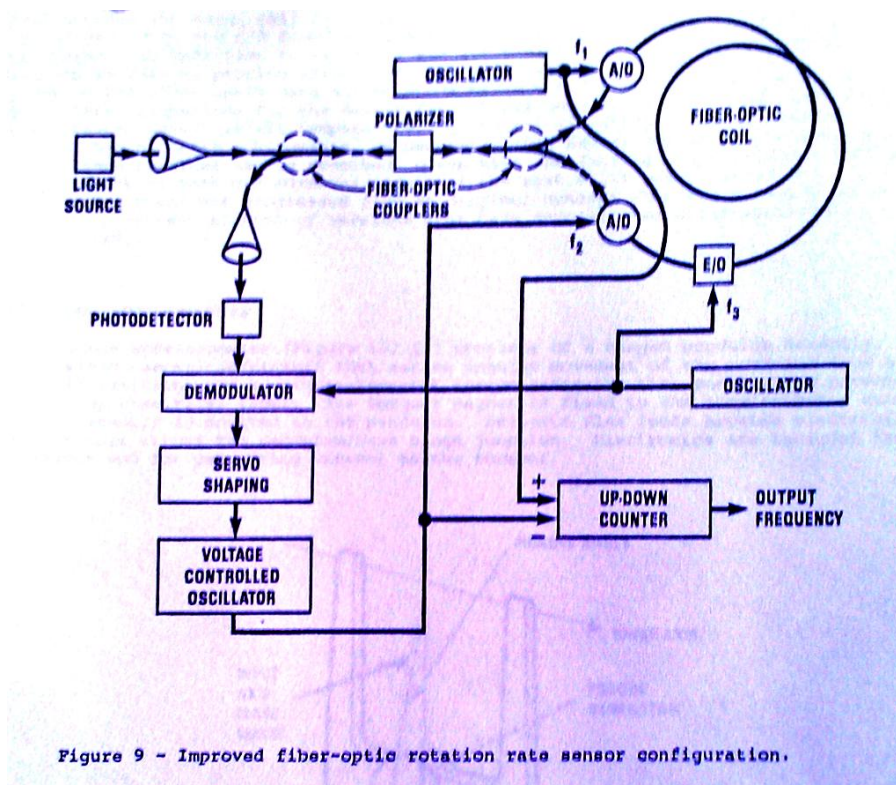 OSCILLATOR
f₁
A/O
POLARIZER
FIBER-OPTIC
COIL
LIGHT
SOURCE
FIBER-OPTIC
COUPLERS
A/O
f₂
E/O
f₃
PHOTODETECTOR
DEMODULATOR
OSCILLATOR
SERVO
SHAPING
+
UP-DOWN
COUNTER
−
OUTPUT
FREQUENCY
VOLTAGE
CONTROLLED
OSCILLATOR
Figure 9 - Improved fiber-optic rotation rate sensor configuration.